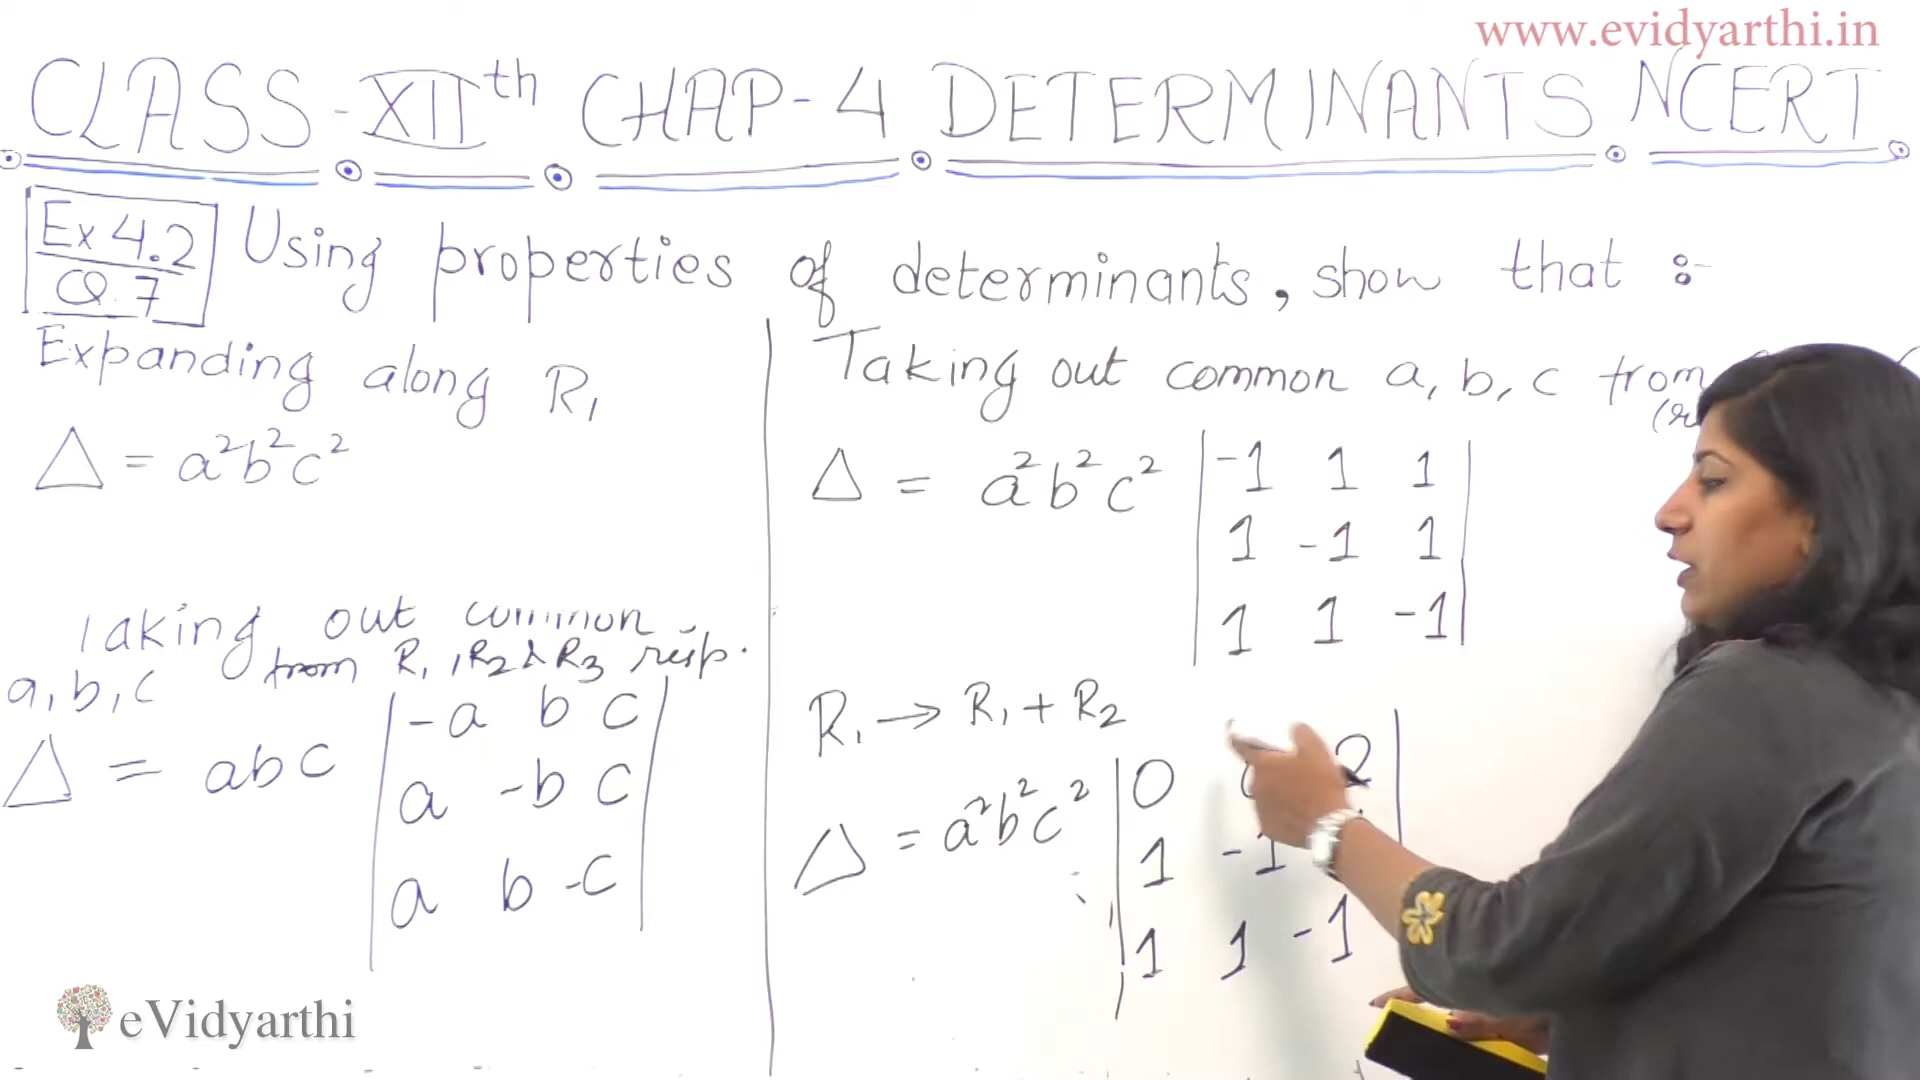 www.evidyarthi.in
CLASS-XIIth CHAP-4 DETERMINANTS NCERT
Ex 4.2
Q.7
Using properties of determinants, show that :-
Expanding along R₁
Δ = a²b²c²
Taking out common
a, b, c from R₁, R₂ & R₃ resp.
Δ = abc | -a b c |
a -b c
a b -c
Taking out common a, b, c from
Δ = a²b²c² | -1 1 1 |
1 -1 1
1 1 -1
R₁ → R₁ + R₂
Δ = a²b²c² | 0 2 |
1 -1
1 1 -1
eVidyarthi